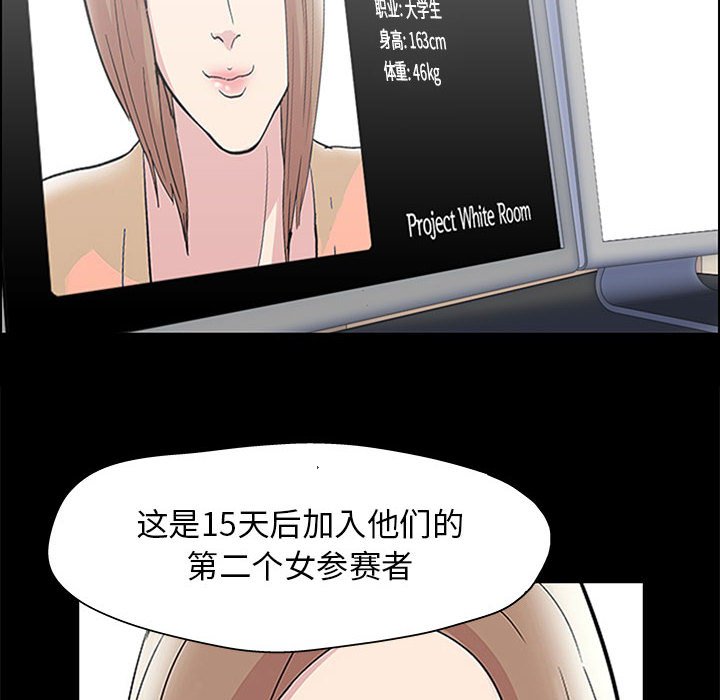 职业: 大学生
身高: 163cm
体重: 46kg
Project White Room
这是15天后加入他们的
第二个女参赛者